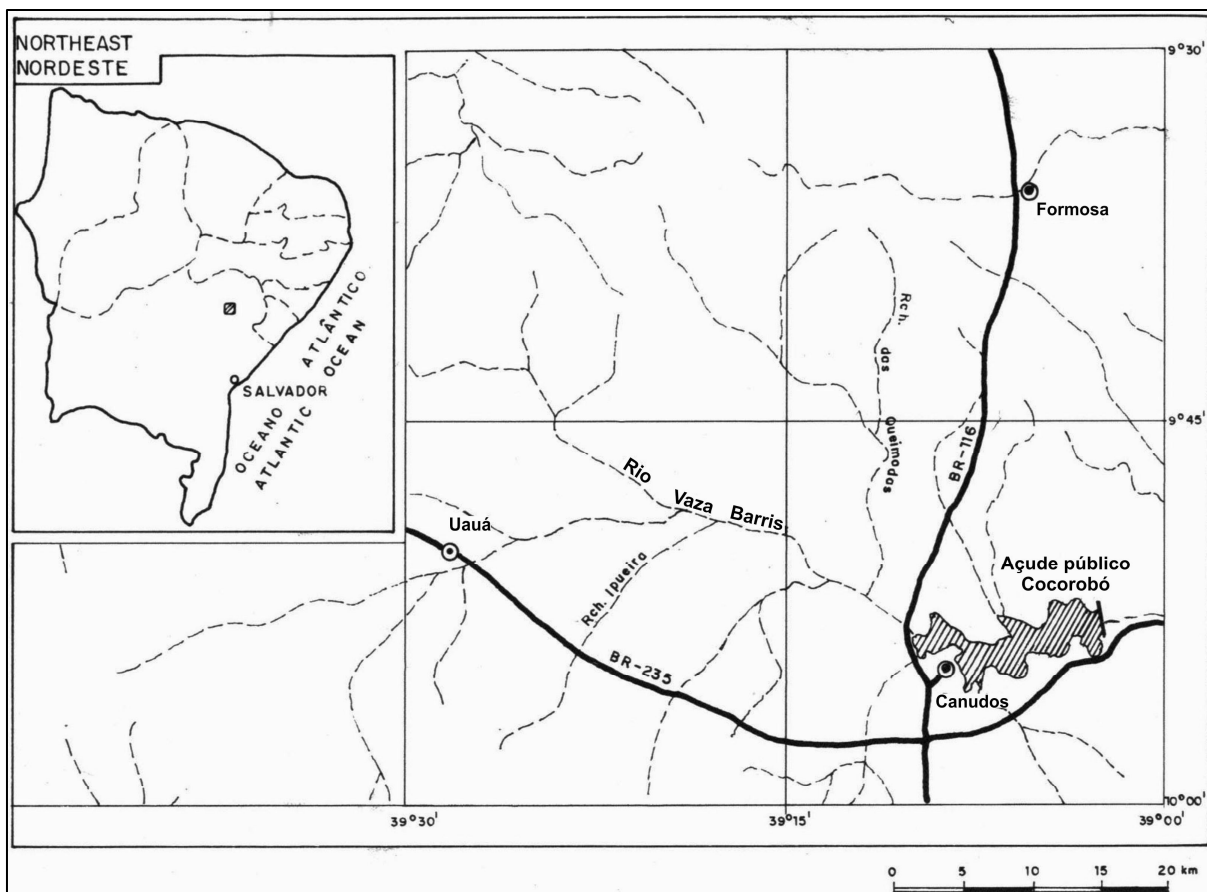 NORTHEAST
NORDESTE
OCEANO ATLÂNTICO
ATLANTIC OCEAN
SALVADOR
9°30'
Formosa
Rch. das Queimadas
9°45'
BR-116
Rio Vaza Barris
Uauá
Rch. Ipueira
Açude público
Cocorobó
BR-235
Canudos
10°00'
39°30'
39°15'
39°00'
0 5 10 15 20 km